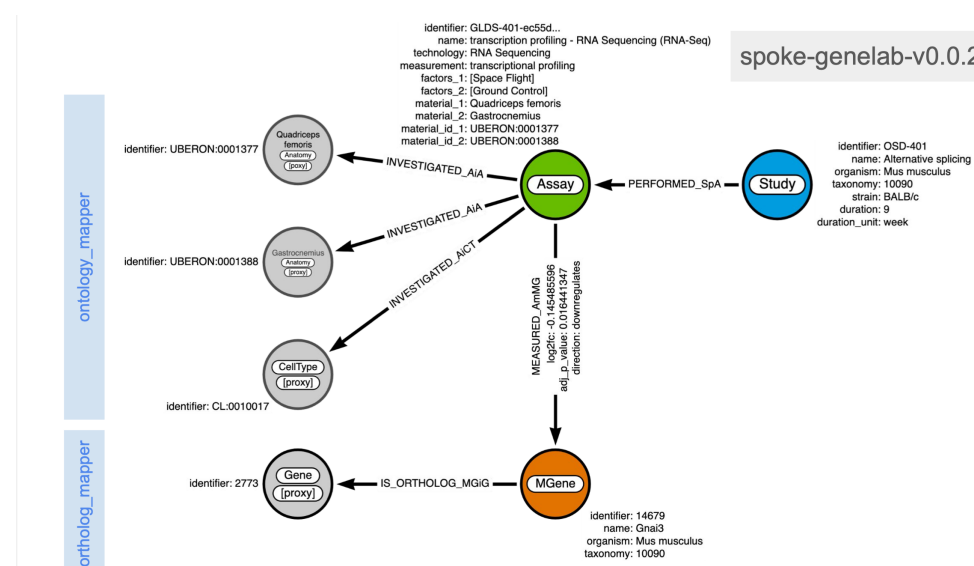 identifier: GLDS-401-ec55d...
name: transcription profiling - RNA Sequencing (RNA-Seq)
technology: RNA Sequencing
measurement: transcriptional profiling
factors_1: [Space Flight]
factors_2: [Ground Control]
material_1: Quadriceps femoris
material_2: Gastrocnemius
material_id_1: UBERON:0001377
material_id_2: UBERON:0001388
spoke-genelab-v0.0.2
ontology_mapper
identifier: UBERON:0001377
Quadriceps
femoris
Anatomy
[poxy]
INVESTIGATED_AiA
Assay
PERFORMED_SpA
Study
identifier: OSD-401
name: Alternative splicing
organism: Mus musculus
taxonomy: 10090
strain: BALB/c
duration: 9
duration_unit: week
identifier: UBERON:0001388
Gastrocnemius
Anatomy
[proxy]
INVESTIGATED_AiA
INVESTIGATED_AiCT
MEASURED_AmMG
log2fc: -0.145485596
adj_p_value: 0.016441347
direction: downregulates
CellType
[proxy]
identifier: CL:0010017
ortholog_mapper
identifier: 2773
Gene
[proxy]
IS_ORTHOLOG_MGiG
MGene
identifier: 14679
name: Gnai3
organism: Mus musculus
taxonomy: 10090